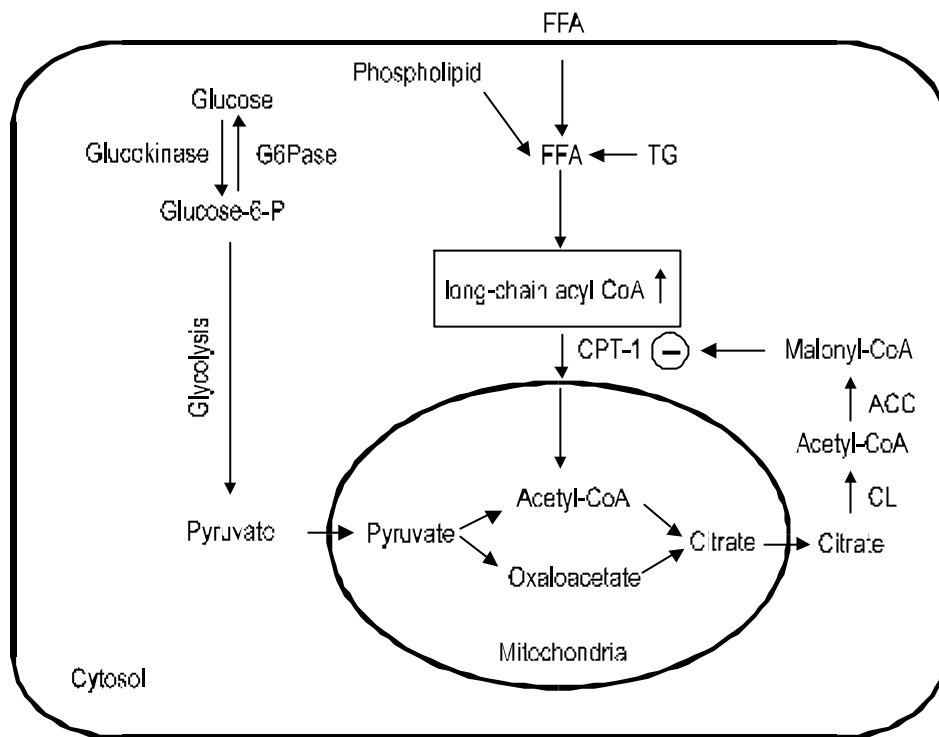 FFA
Phospholipid
Glucose
Glucokinase
G6Pase
FFA
TG
Glucose-6-P
long-chain acyl CoA
CPT-1
Malonyl-CoA
Glycolysis
ACC
Acetyl-CoA
Acetyl-CoA
CL
Pyruvate
Pyruvate
Citrate
Citrate
Oxaloacetate
Mitochondria
Cytosol